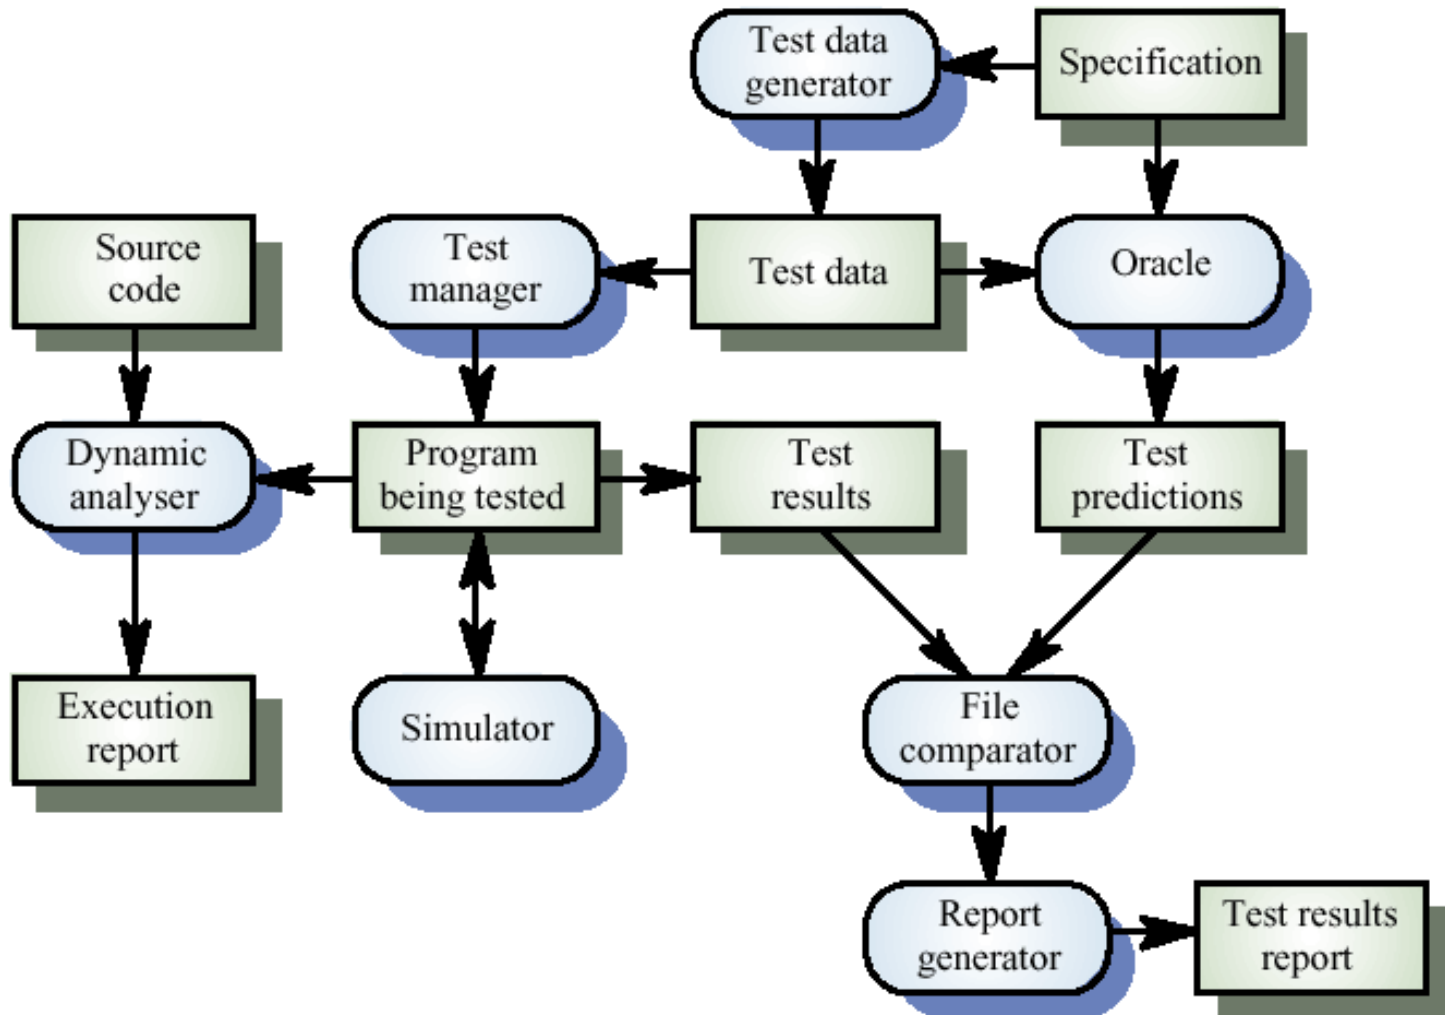 Test data
generator
Specification
Source
code
Test
manager
Test data
Oracle
Dynamic
analyser
Program
being tested
Test
results
Test
predictions
Execution
report
Simulator
File
comparator
Report
generator
Test results
report